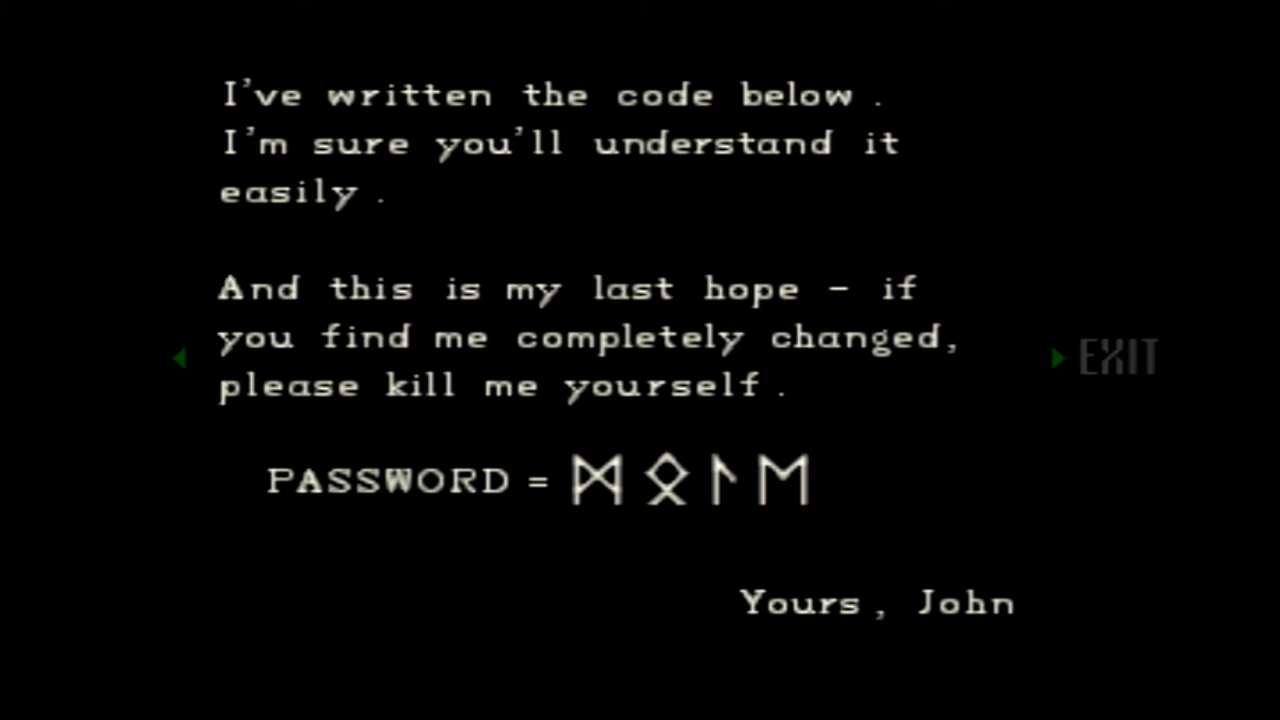 I've written the code below .
I'm sure you'll understand it
easily .
And this is my last hope - if
you find me completely changed,
please kill me yourself .
EXIT
PASSWORD = ᛞᛟᚨᛖ
Yours , John